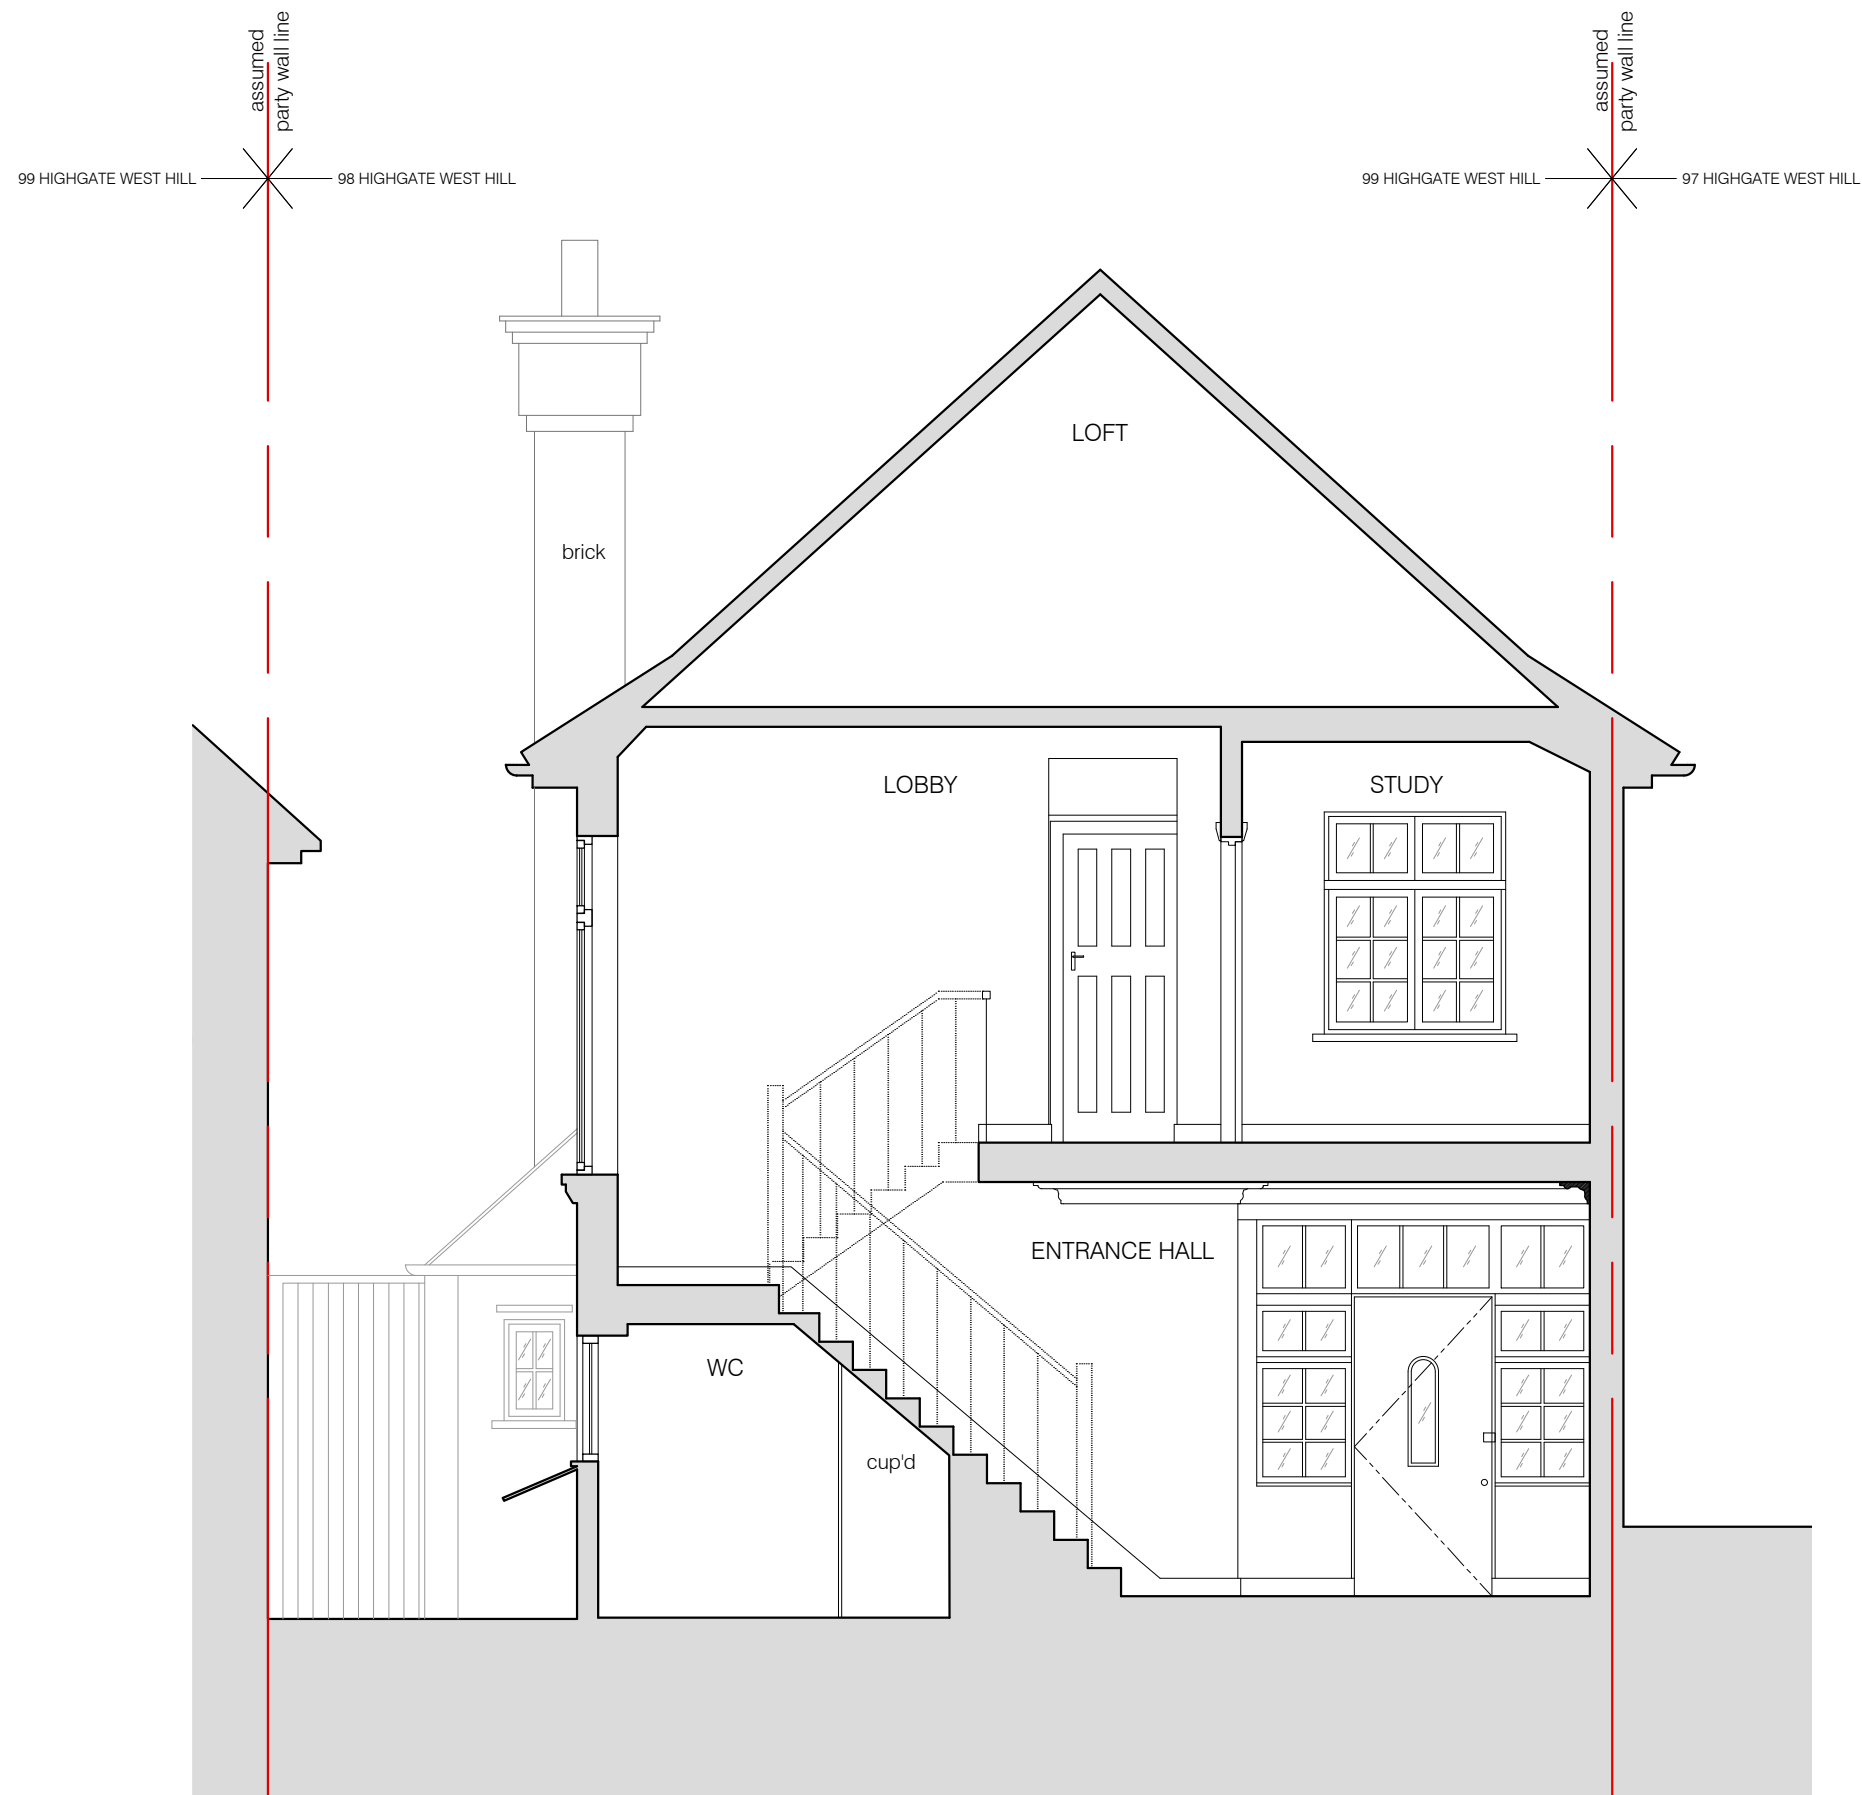 assumed
party wall line
assumed
party wall line
99 HIGHGATE WEST HILL
98 HIGHGATE WEST HILL
99 HIGHGATE WEST HILL
97 HIGHGATE WEST HILL
LOFT
brick
LOBBY
STUDY
ENTRANCE HALL
WC
cup'd